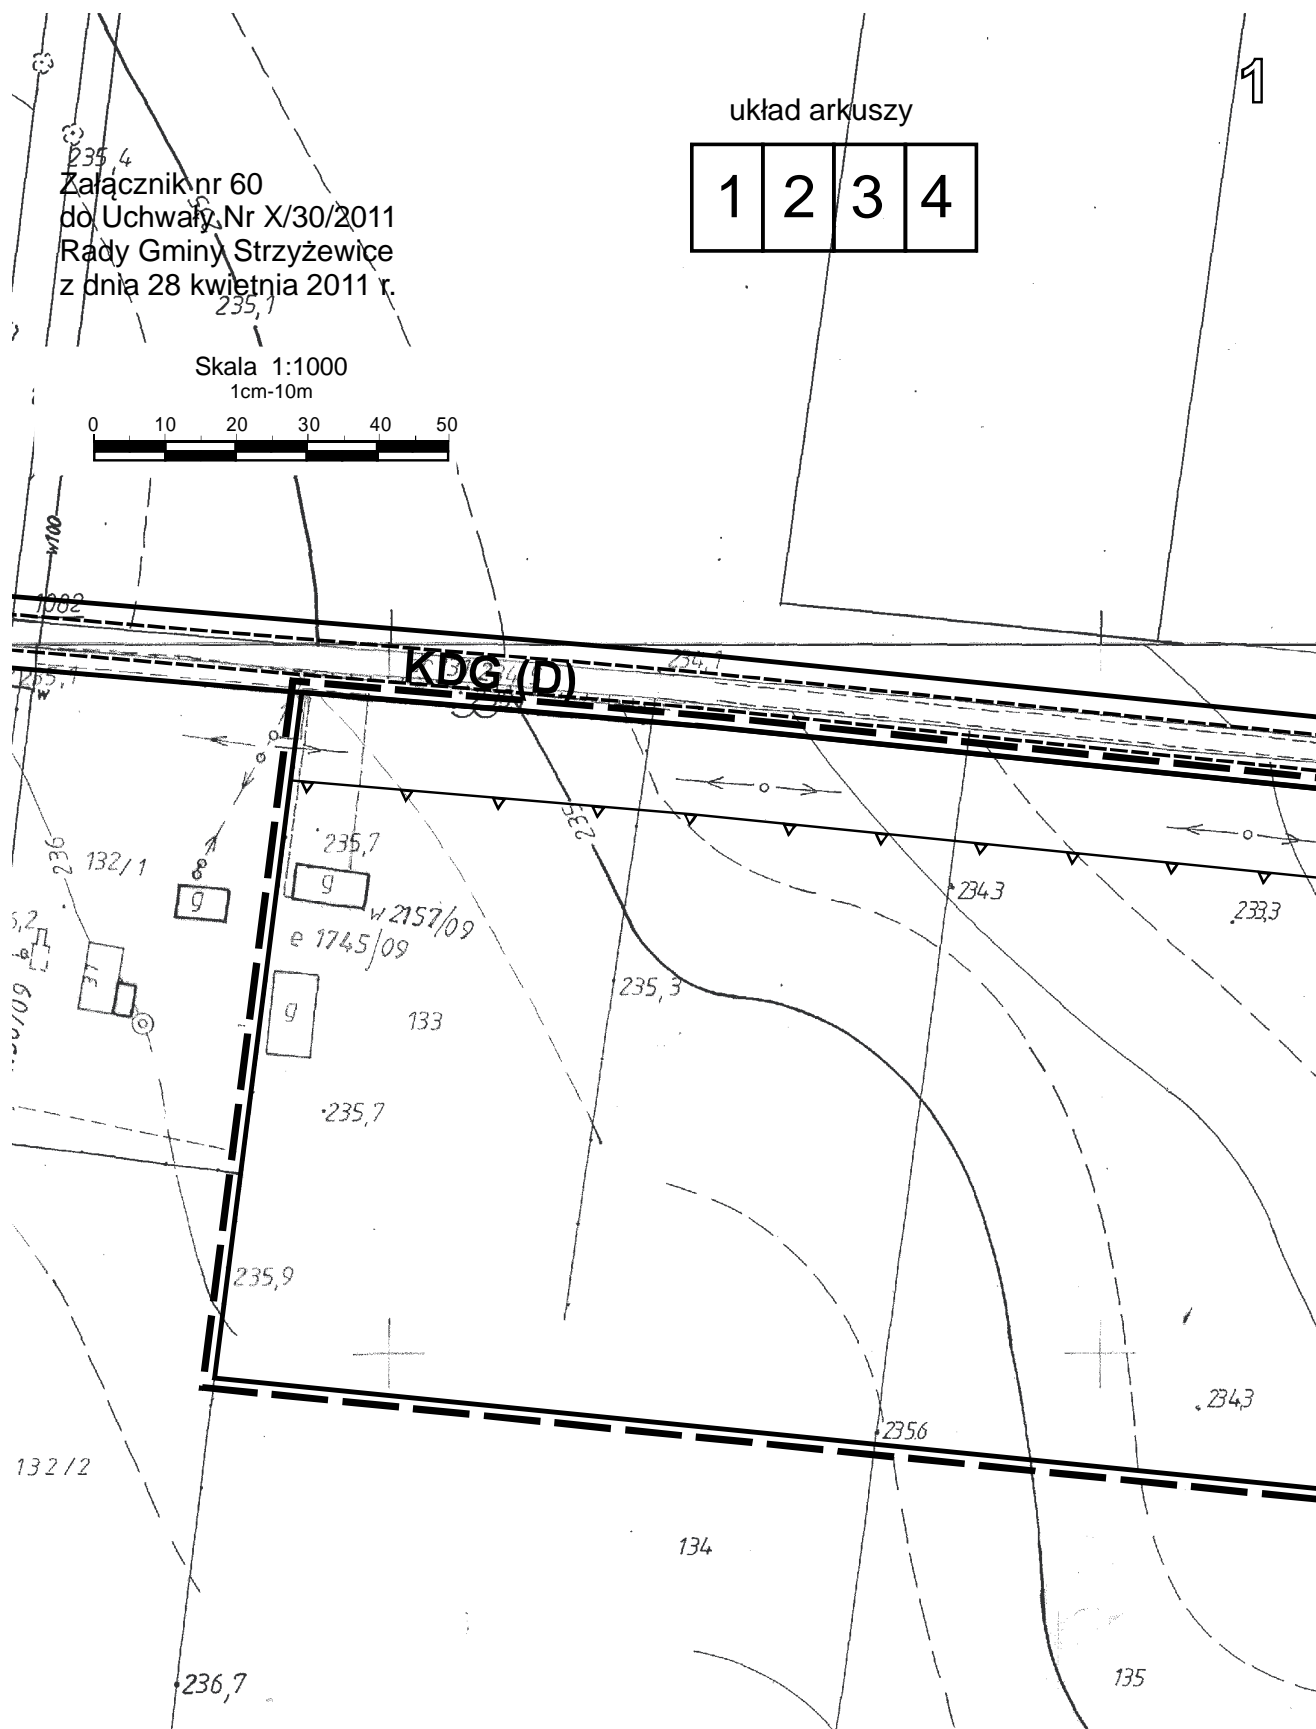 1
układ arkuszy
1 2 3 4
235,4
Załącznik nr 60
do Uchwały Nr X/30/2011
Rady Gminy Strzyżewice
z dnia 28 kwietnia 2011 r.
235,1
Skala 1:1000
1cm-10m
0 10 20 30 40 50
w100
1082
KDG (D)
234,1
235,1
w
235
236
132/1
235,7
g
g
w 2157/09
e 1745/09
234.3
233,3
235,3
g
133
235,7
235,9
234,3
235.6
132/2
134
135
236,7